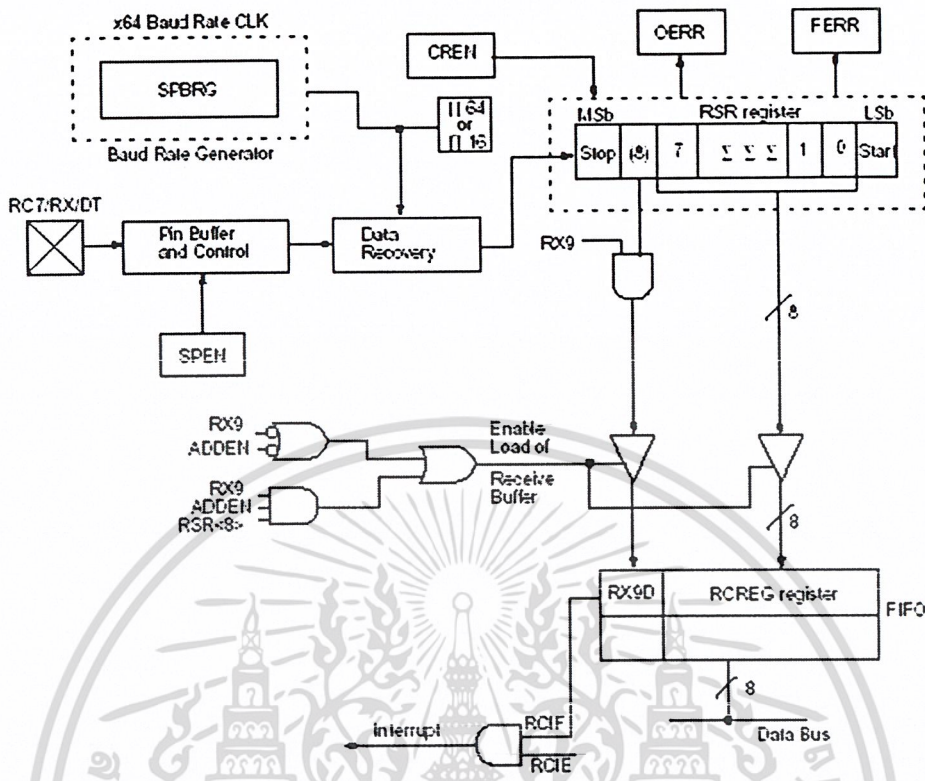 x64 Baud Rate CLK
SPBRG
Baud Rate Generator
CREN
OERR
FERR
∏ 64
or
∏ 16
MSb
RSR register
LSb
Stop (8) 7 Σ Σ Σ 1 0 Start
RC7/RX/DT
Pin Buffer
and Control
Data
Recovery
RX9
8
SPEN
RX9
ADDEN
Enable
Load of
Receive
Buffer
RX9
ADDEN
RSR<8>
8
RX9D
RCREG register
FIFO
8
Interrupt
RCIF
RCIE
Data Bus